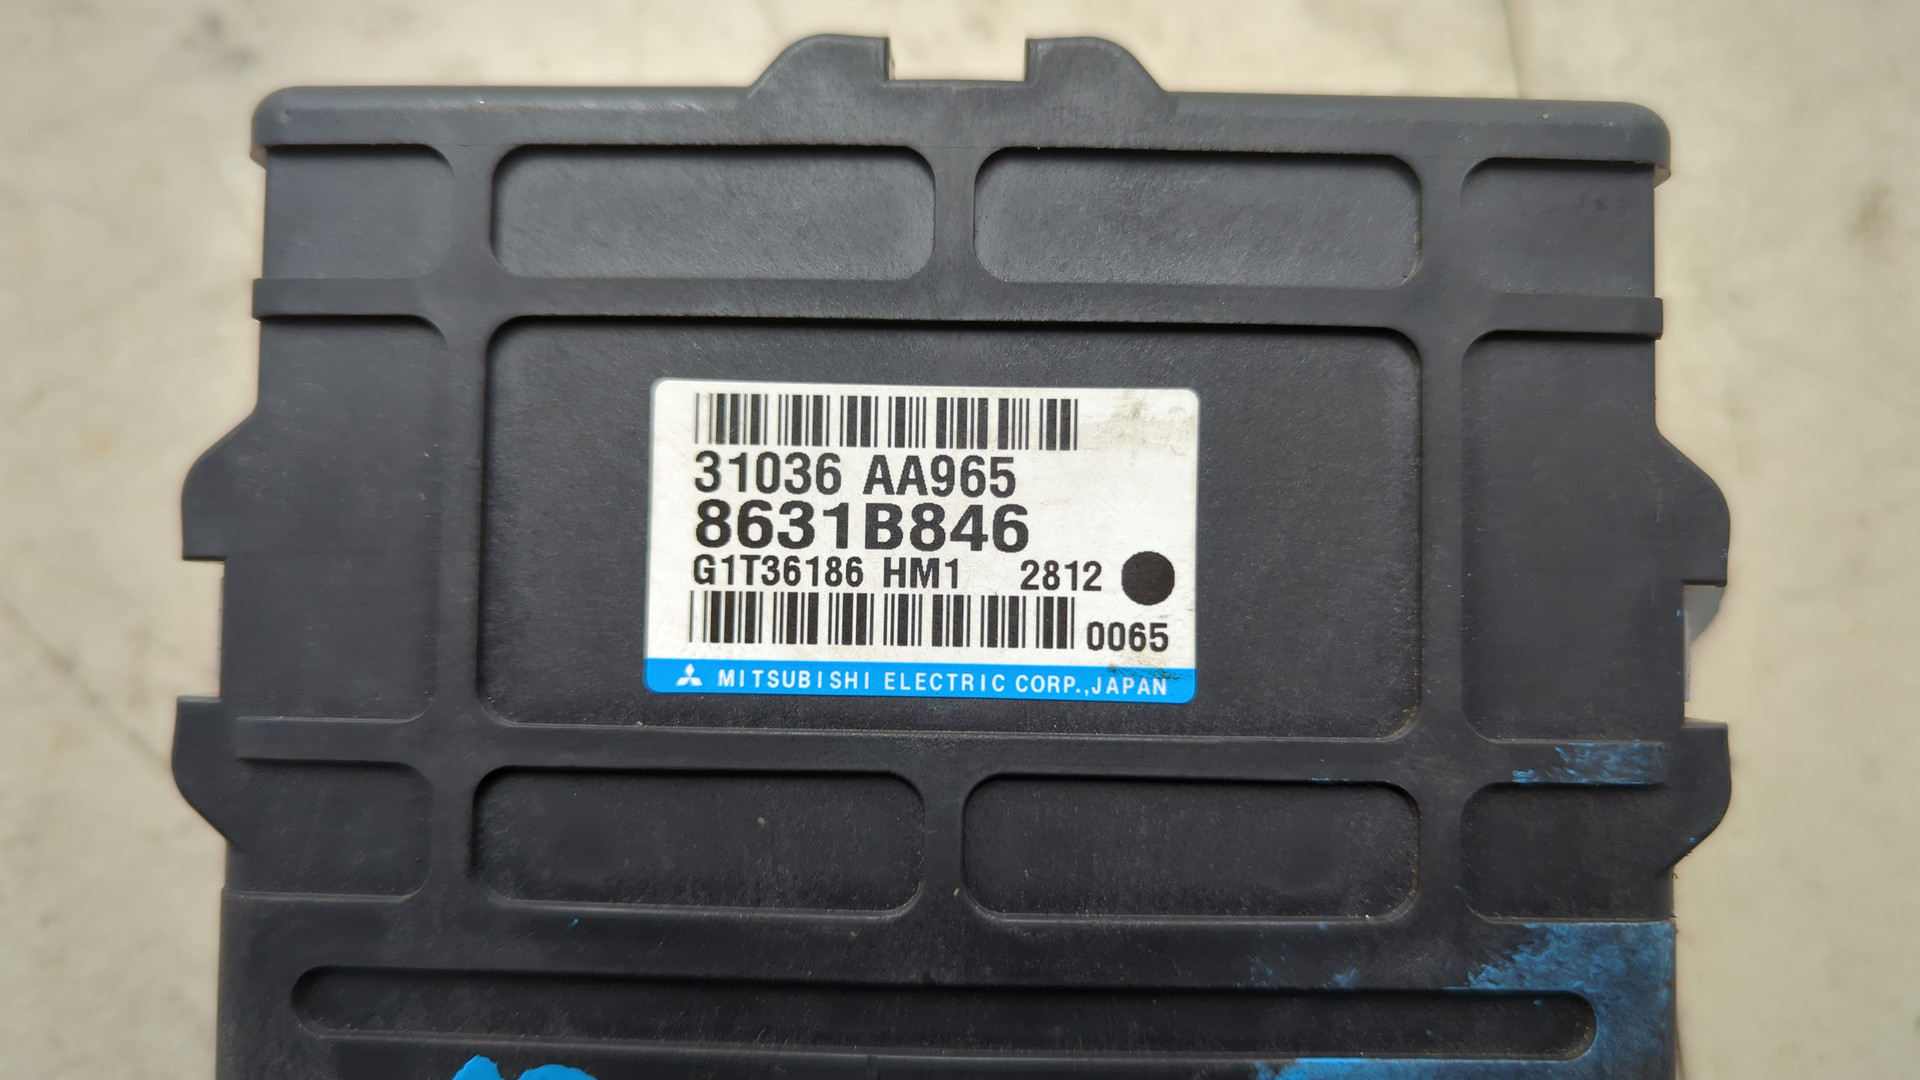 31036 AA965
8631B846
G1T36186 HM1 2812
0065
MITSUBISHI ELECTRIC CORP.,JAPAN